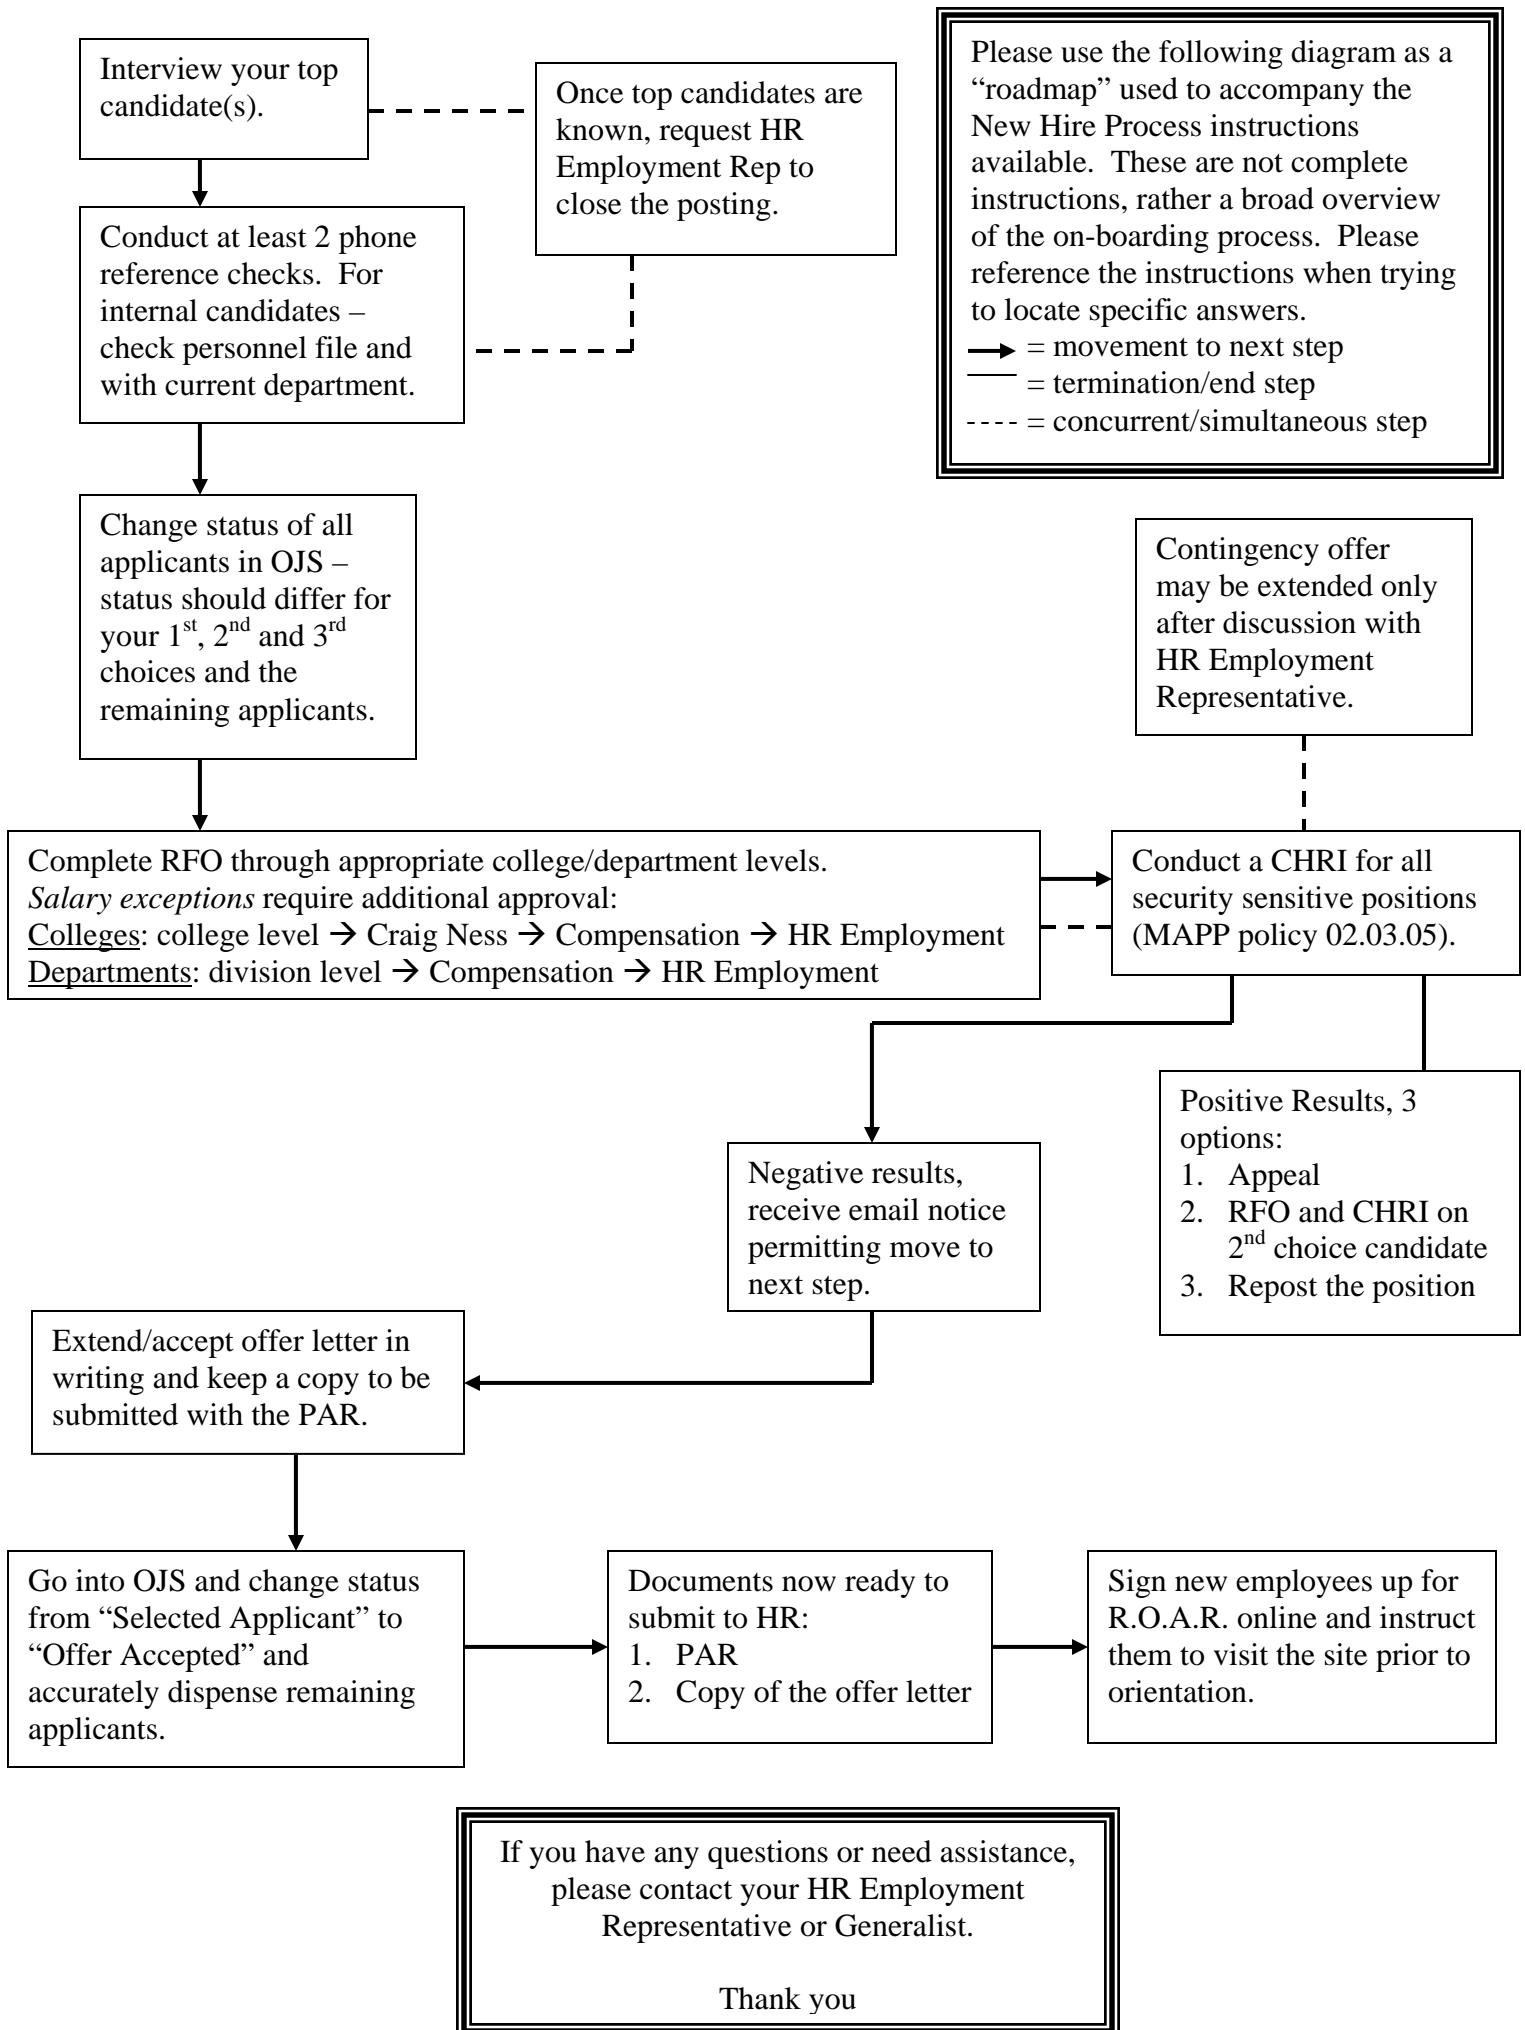 Interview your top
candidate(s).
Once top candidates are
known, request HR
Employment Rep to
close the posting.
Please use the following diagram as a
“roadmap” used to accompany the
New Hire Process instructions
available.  These are not complete
instructions, rather a broad overview
of the on-boarding process.  Please
reference the instructions when trying
to locate specific answers.
= movement to next step
= termination/end step
= concurrent/simultaneous step
Conduct at least 2 phone
reference checks.  For
internal candidates –
check personnel file and
with current department.
Change status of all
applicants in OJS –
status should differ for
your 1st, 2nd and 3rd
choices and the
remaining applicants.
Contingency offer
may be extended only
after discussion with
HR Employment
Representative.
Complete RFO through appropriate college/department levels.
Salary exceptions require additional approval:
Colleges: college level → Craig Ness → Compensation → HR Employment
Departments: division level → Compensation → HR Employment
Conduct a CHRI for all
security sensitive positions
(MAPP policy 02.03.05).
Positive Results, 3
options:
1. Appeal
2. RFO and CHRI on
2nd choice candidate
3. Repost the position
Negative results,
receive email notice
permitting move to
next step.
Extend/accept offer letter in
writing and keep a copy to be
submitted with the PAR.
Go into OJS and change status
from “Selected Applicant” to
“Offer Accepted” and
accurately dispense remaining
applicants.
Documents now ready to
submit to HR:
1. PAR
2. Copy of the offer letter
Sign new employees up for
R.O.A.R. online and instruct
them to visit the site prior to
orientation.
If you have any questions or need assistance,
please contact your HR Employment
Representative or Generalist.
Thank you